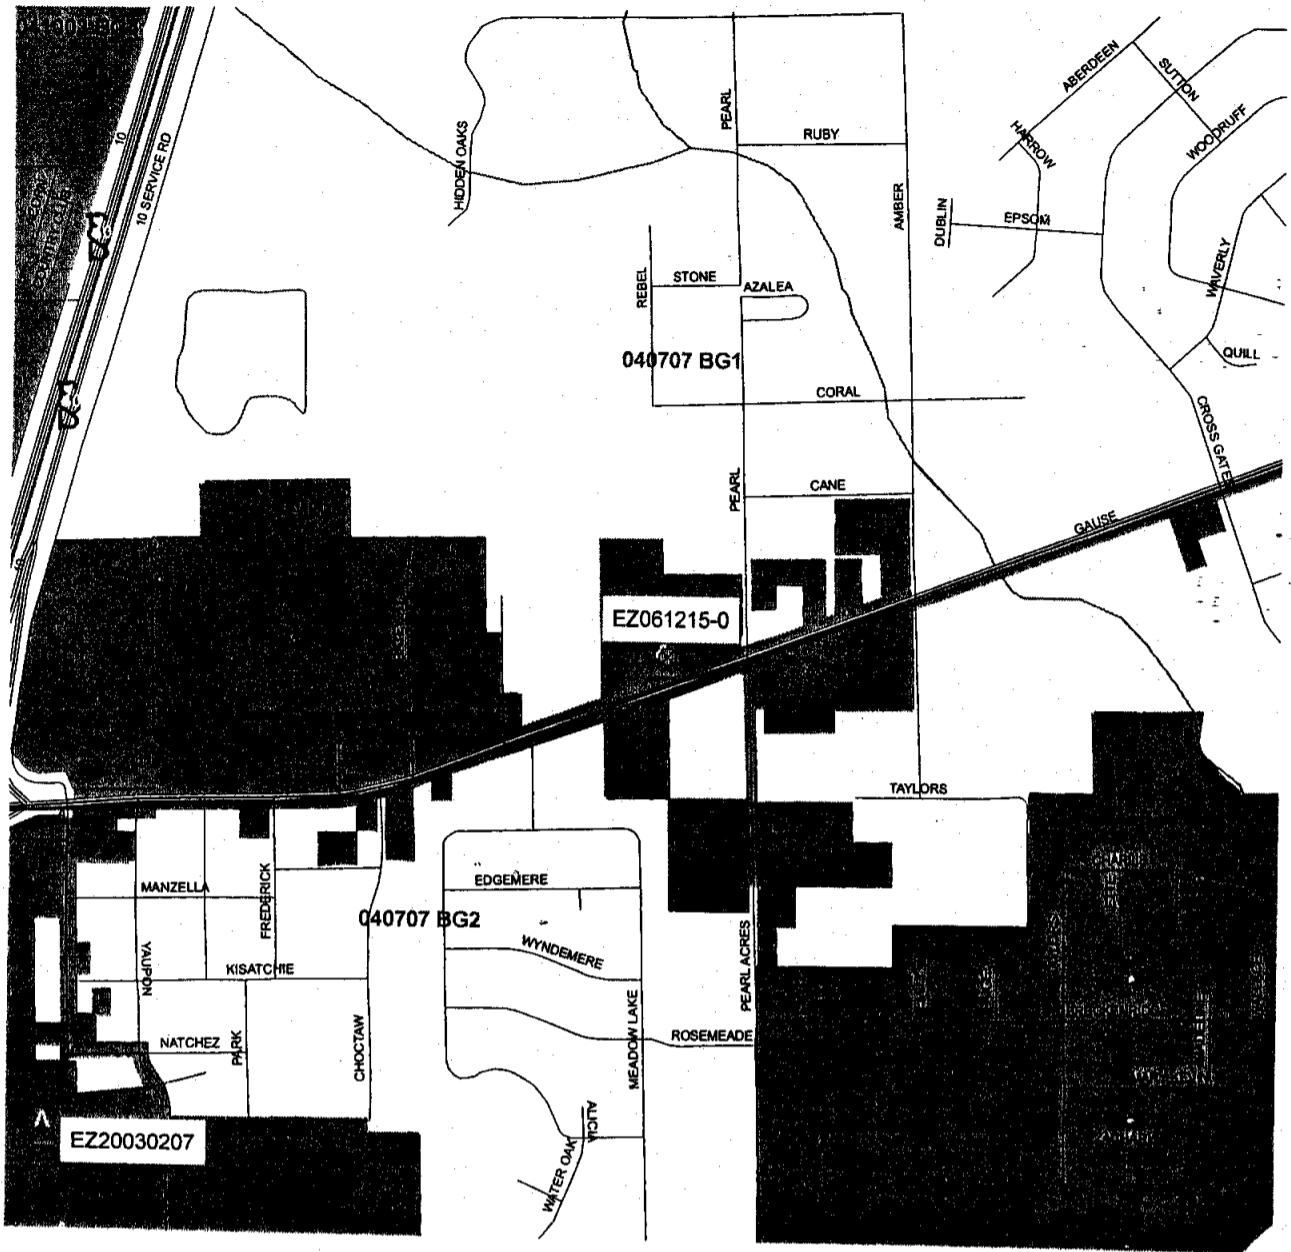 ABERDEEN
SUTTON
PEARL
RUBY
HARROW
WOODRUFF
10
10 SERVICE RD
HIDDEN OAKS
AMBER
DUBLIN
EPSOM
COUNTRY CLUB
REBEL
STONE
AZALEA
WAVERLY
040707 BG1
QUILL
CORAL
CROSS GATE
PEARL
CANE
GAUSE
10
EZ061215-0
TAYLORS
MANZELLA
FREDERICK
EDGEMERE
040707 BG2
YAUPON
KISATCHIE
WYNDEMERE
PEARL ACRES
NATCHEZ
PARK
CHOCTAW
MEADOW LAKE
ROSEMEADE
ALICIA
EZ20030207
WATER OAK